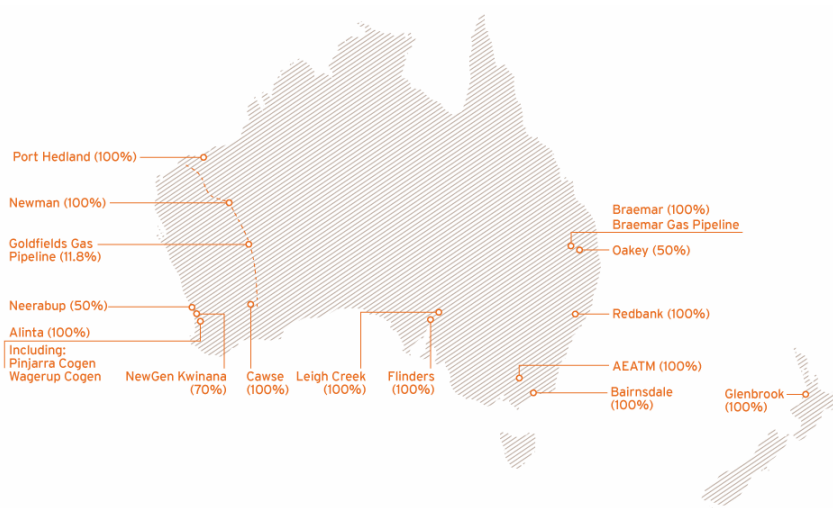 Port Hedland (100%)
Newman (100%)
Goldfields Gas
Pipeline (11.8%)
Neerabup (50%)
Alinta (100%)
Including:
Pinjarra Cogen
Wagerup Cogen
NewGen Kwinana
(70%)
Cawse
(100%)
Leigh Creek
(100%)
Flinders
(100%)
Braemar (100%)
Braemar Gas Pipeline
Oakey (50%)
Redbank (100%)
AEATM (100%)
Bairnsdale
(100%)
Glenbrook
(100%)